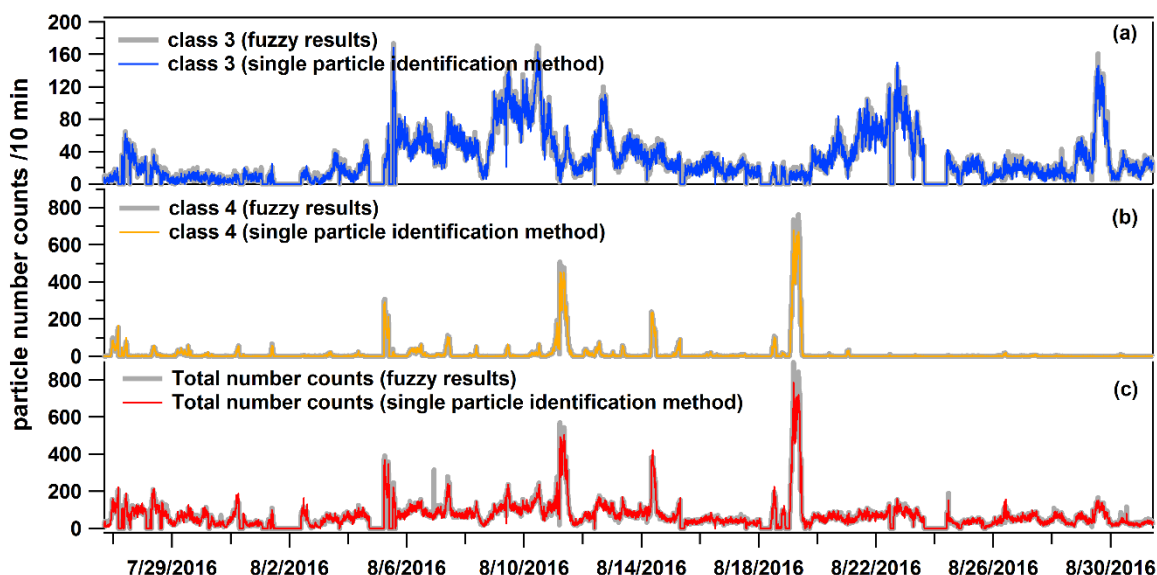 particle number counts /10 min
200
160
120
80
40
0
class 3 (fuzzy results)
class 3 (single particle identification method)
(a)
800
600
400
200
0
class 4 (fuzzy results)
class 4 (single particle identification method)
(b)
800
600
400
200
0
Total number counts (fuzzy results)
Total number counts (single particle identification method)
(c)
7/29/2016 8/2/2016 8/6/2016 8/10/2016 8/14/2016 8/18/2016 8/22/2016 8/26/2016 8/30/2016